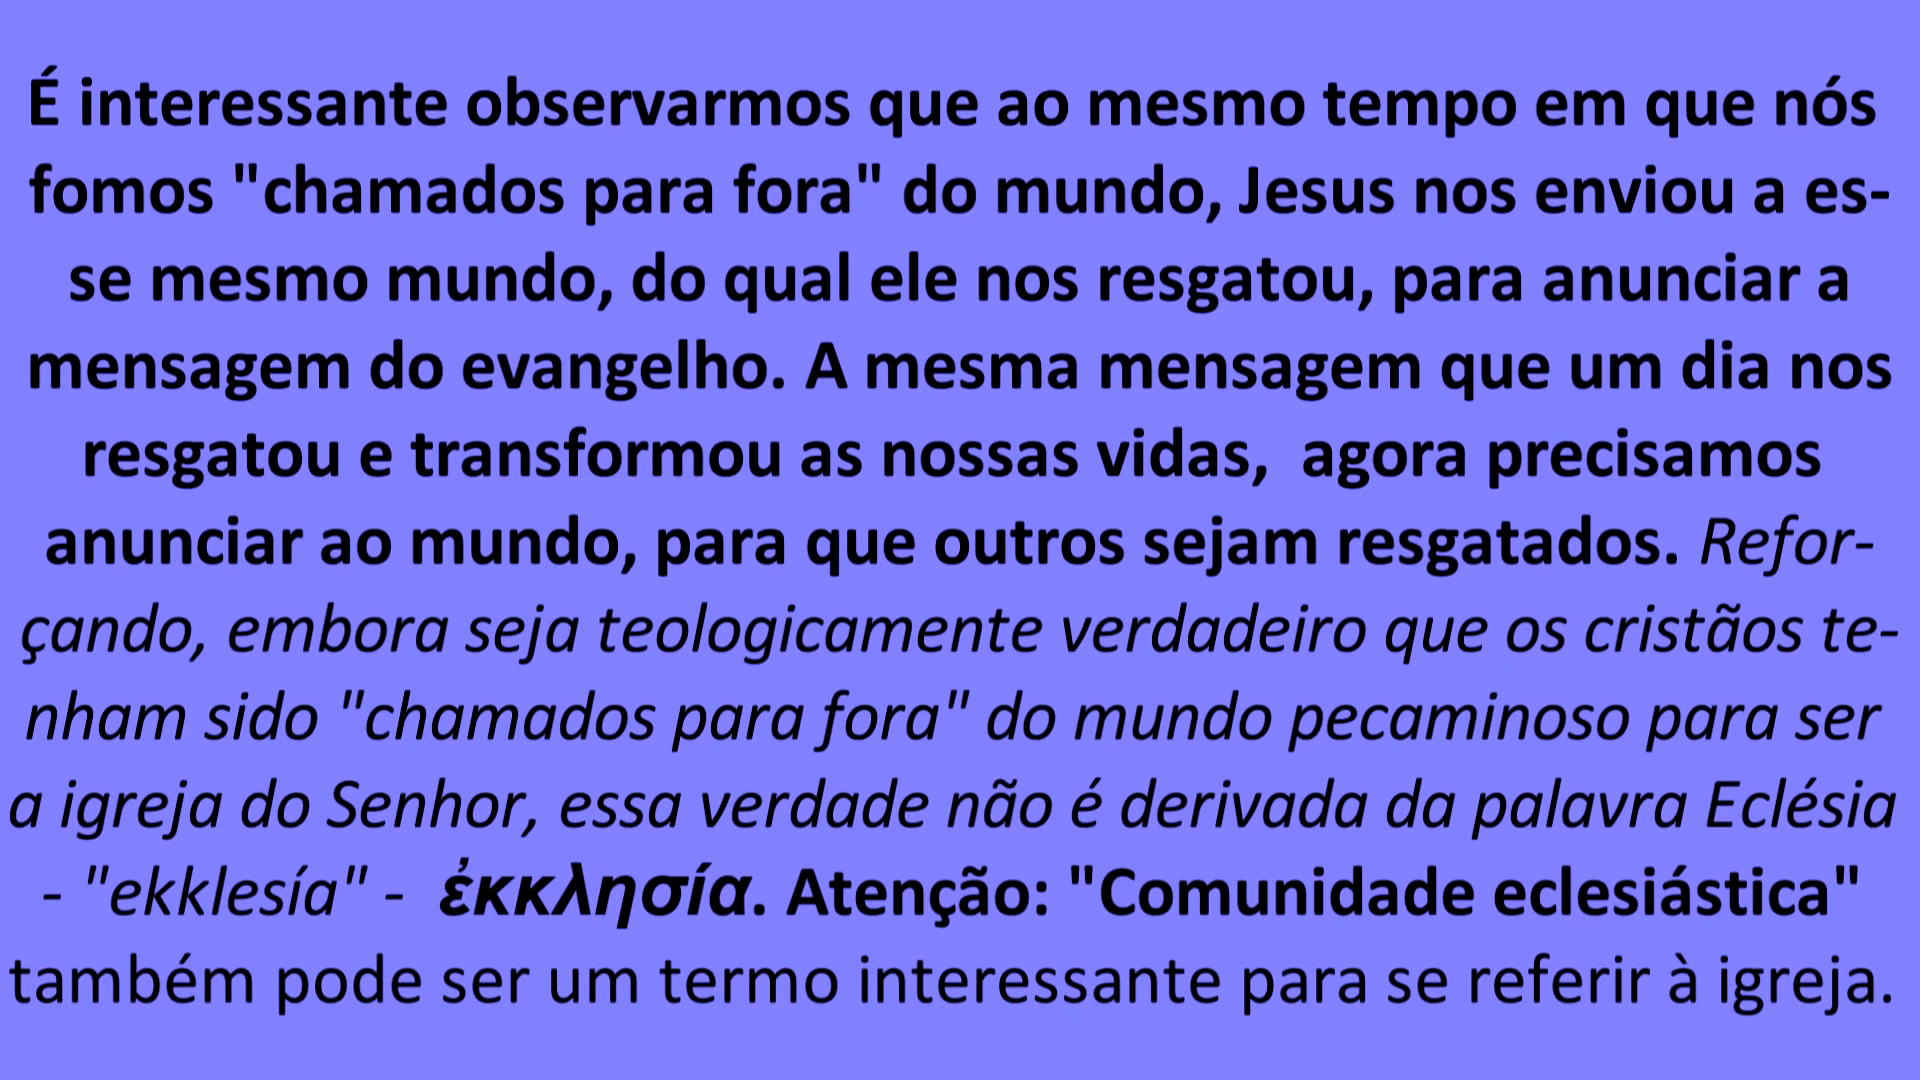 É interessante observarmos que ao mesmo tempo em que nós
fomos "chamados para fora" do mundo, Jesus nos enviou a es-
se mesmo mundo, do qual ele nos resgatou, para anunciar a
mensagem do evangelho. A mesma mensagem que um dia nos
resgatou e transformou as nossas vidas,  agora precisamos
anunciar ao mundo, para que outros sejam resgatados. Refor-
çando, embora seja teologicamente verdadeiro que os cristãos te-
nham sido "chamados para fora" do mundo pecaminoso para ser
a igreja do Senhor, essa verdade não é derivada da palavra Eclésia
- "ekklesía" -  ἐκκλησία. Atenção: "Comunidade eclesiástica"
também pode ser um termo interessante para se referir à igreja.